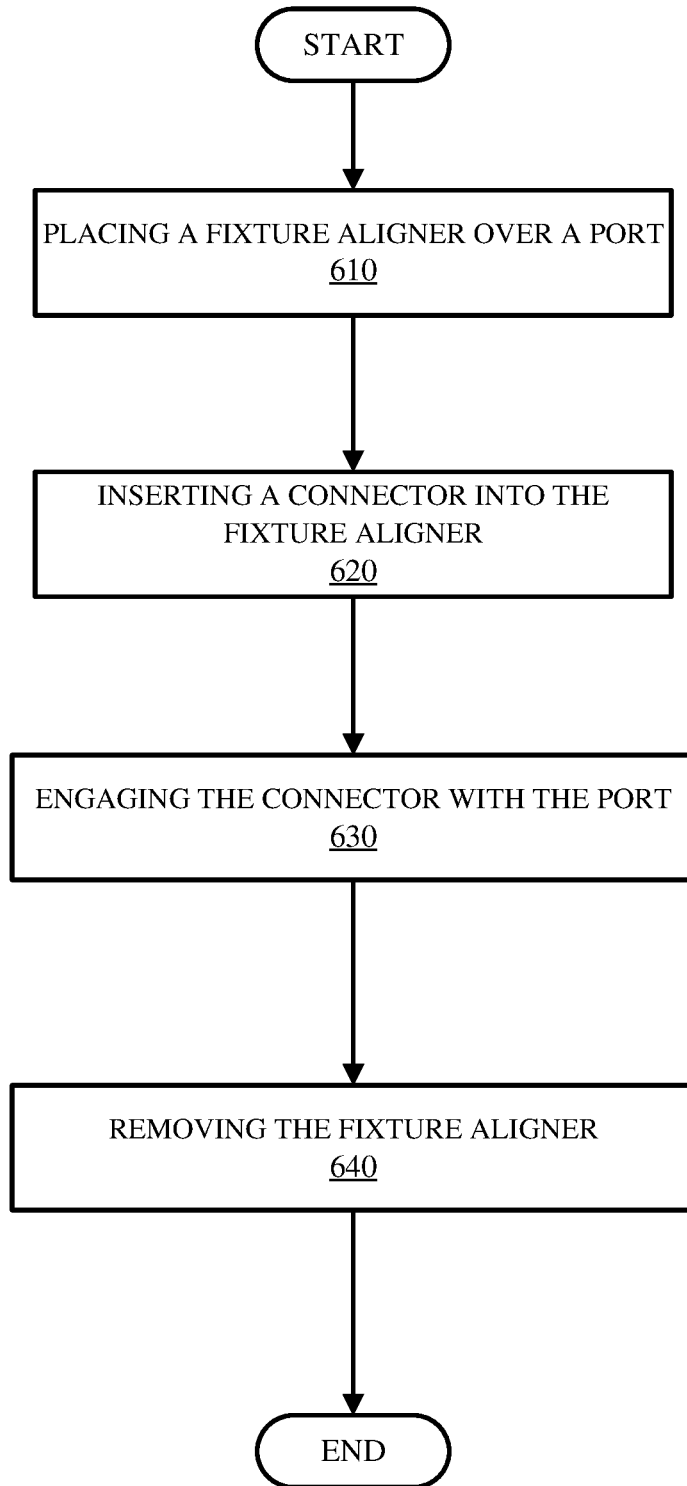 START
PLACING A FIXTURE ALIGNER OVER A PORT
610
INSERTING A CONNECTOR INTO THE
FIXTURE ALIGNER
620
ENGAGING THE CONNECTOR WITH THE PORT
630
REMOVING THE FIXTURE ALIGNER
640
END